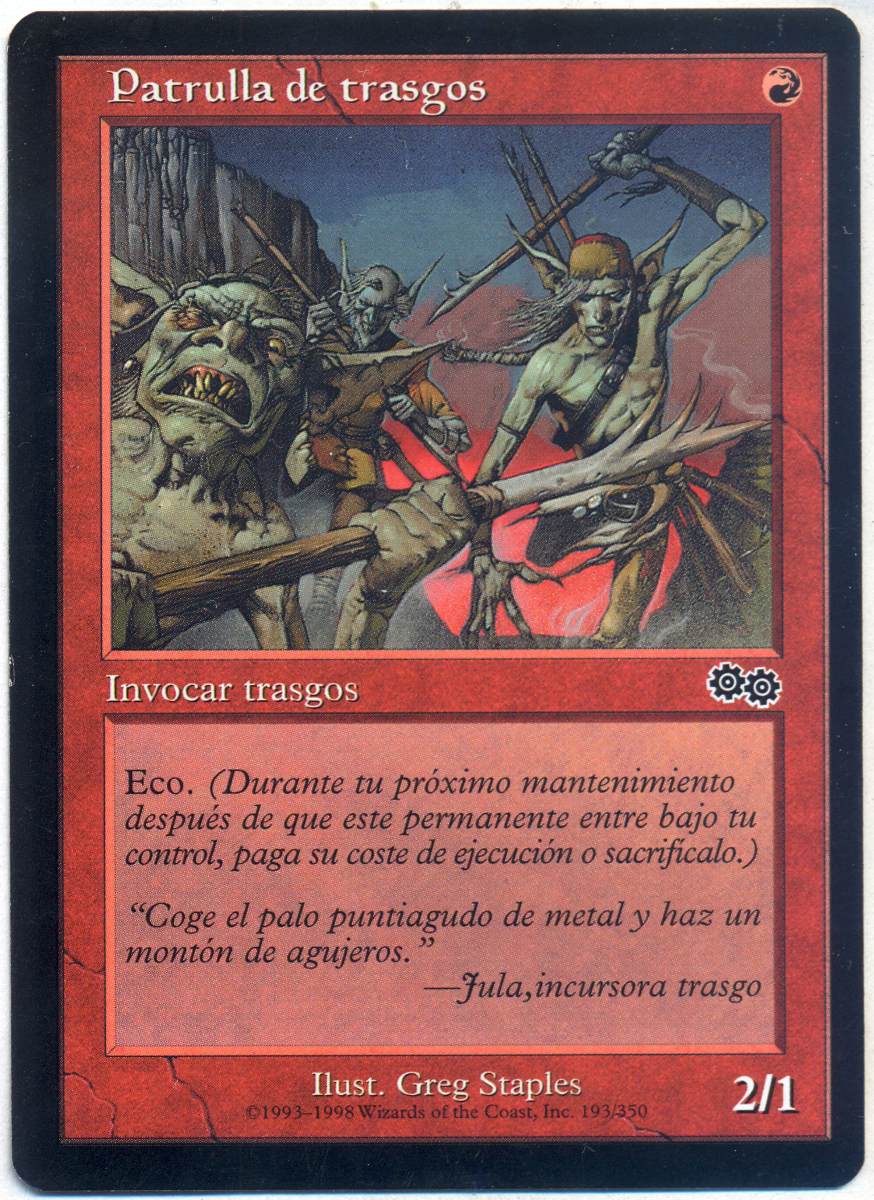 Patrulla de trasgos
Invocar trasgos
Eco. (Durante tu próximo mantenimiento
después de que este permanente entre bajo tu
control, paga su coste de ejecución o sacrifícalo.)
“Coge el palo puntiagudo de metal y haz un
montón de agujeros.”
—Jula,incursora trasgo
Ilust. Greg Staples
©1993–1998 Wizards of the Coast, Inc. 193/350
2/1